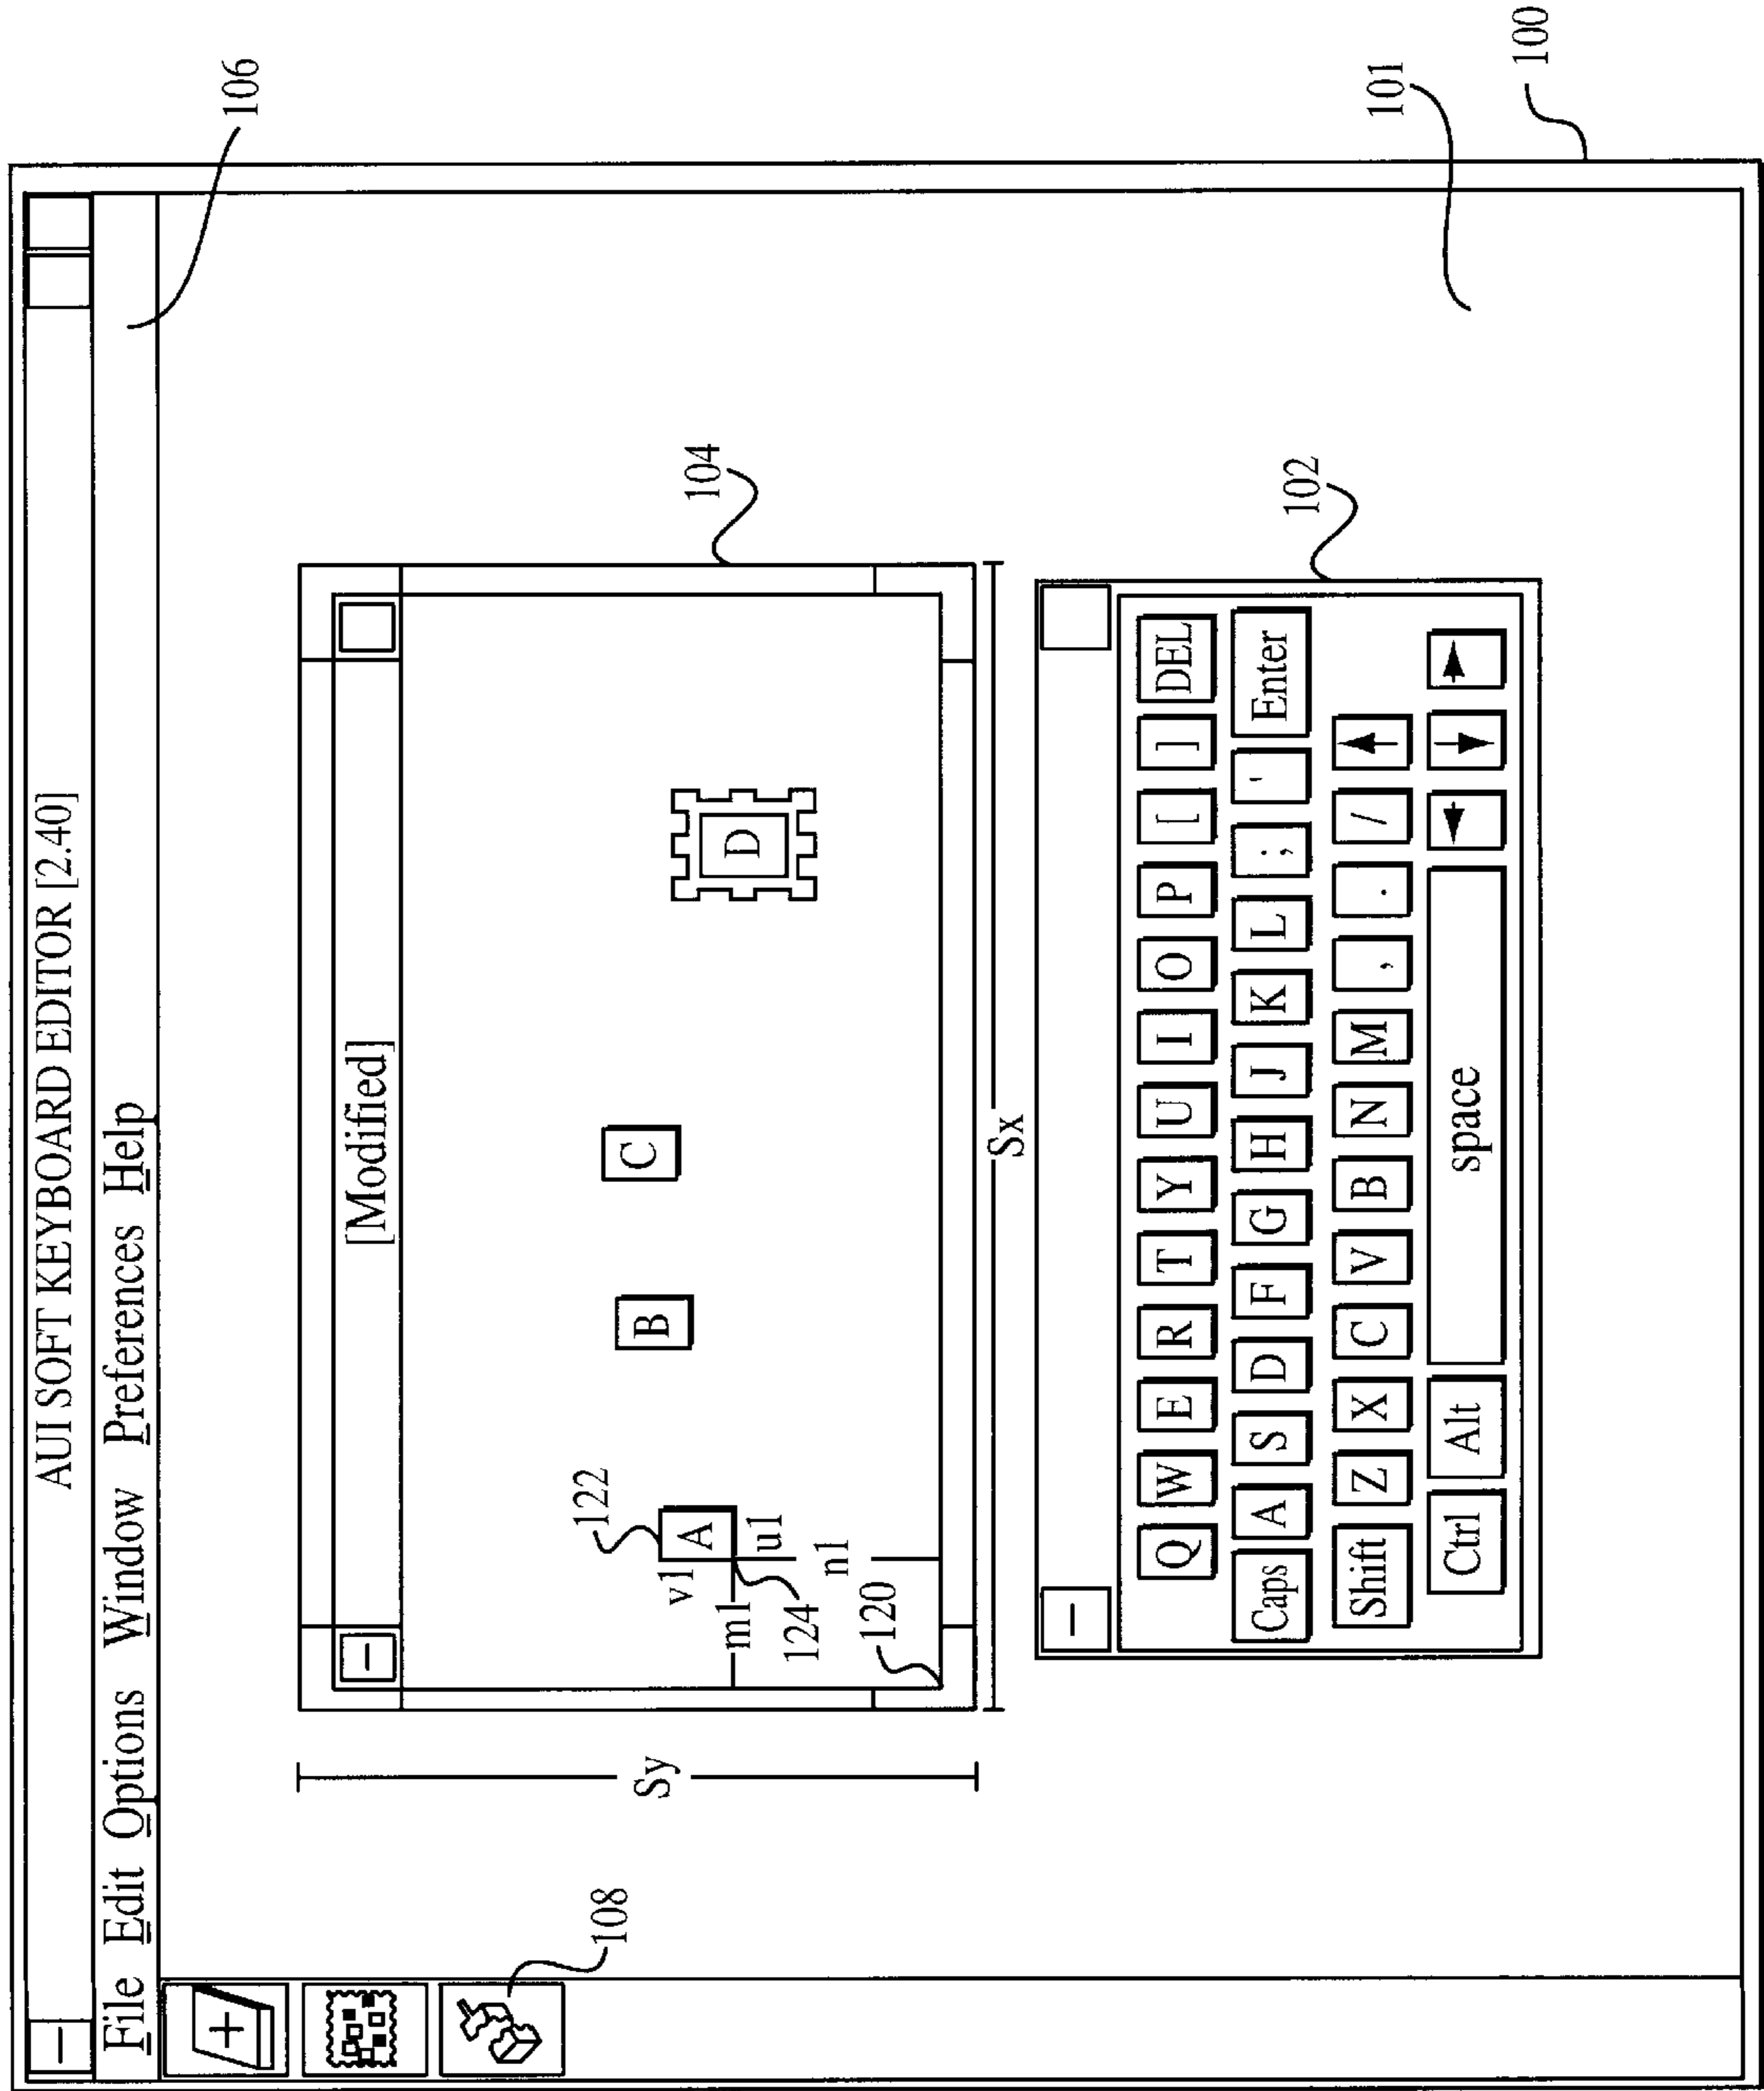 AUI SOFT KEYBOARD EDITOR [2.40]
File Edit Options Window Preferences Help
106
[Modified]
122
A
B
C
D
v1
u1
m1
n1
124
120
Sy
Sx
104
108
102
Q W E R T Y U I O P [ ] DEL
Caps A S D F G H J K L ; ' Enter
Shift Z X C V B N M , . /
Ctrl Alt space
101
100